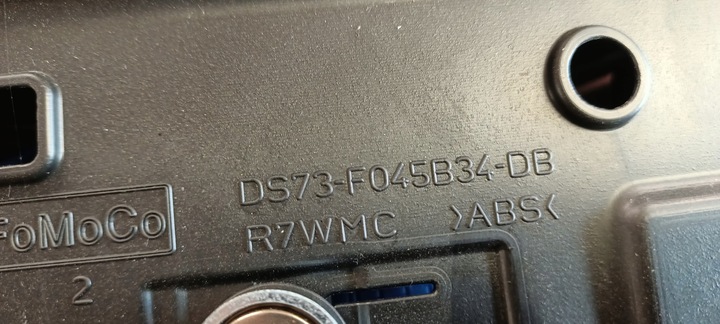 DS73-F045B34-DB
FoMoCo
R7WMC >ABS<
2